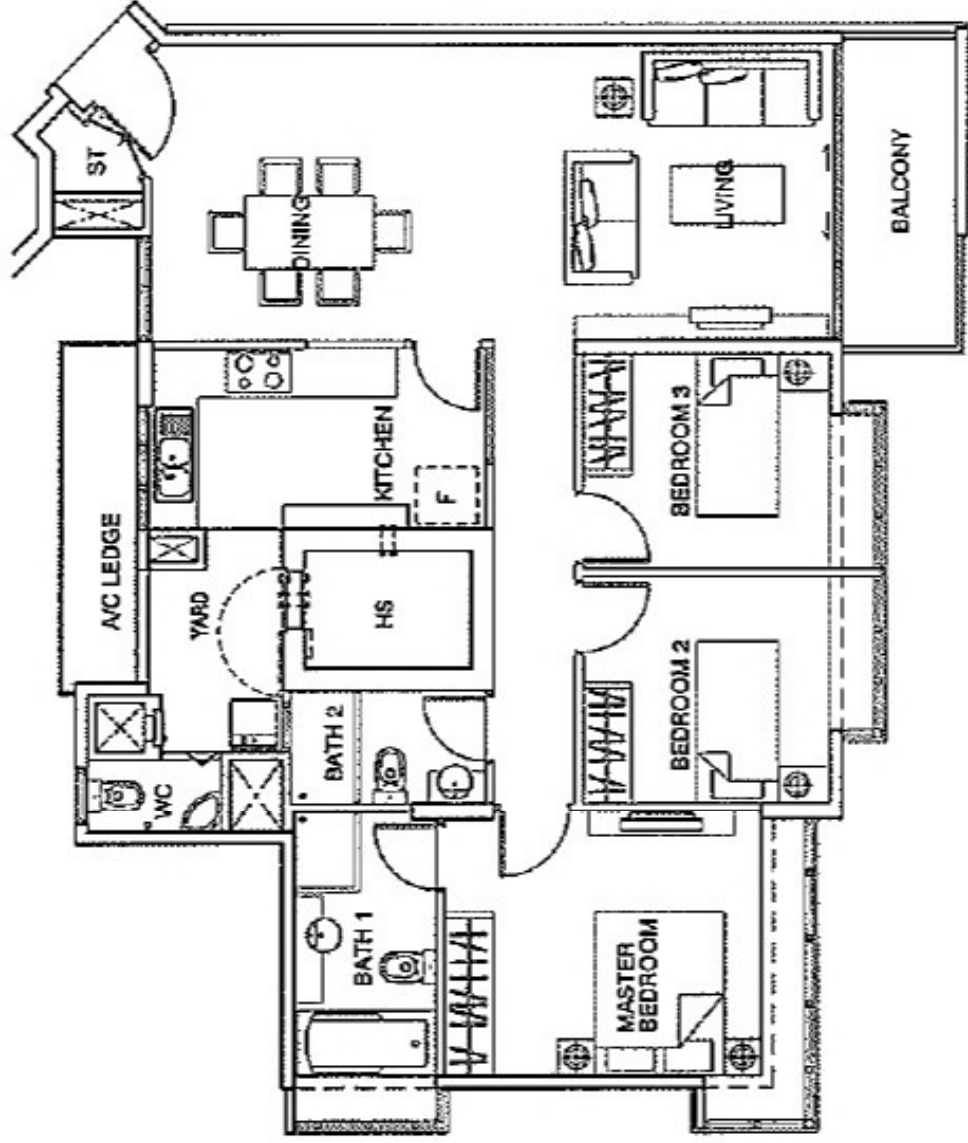 ST
DINING
LIVING
BALCONY
KITCHEN
F
BEDROOM 3
A/C LEDGE
YARD
HS
BEDROOM 2
BATH 2
WC
BATH 1
MASTER
BEDROOM